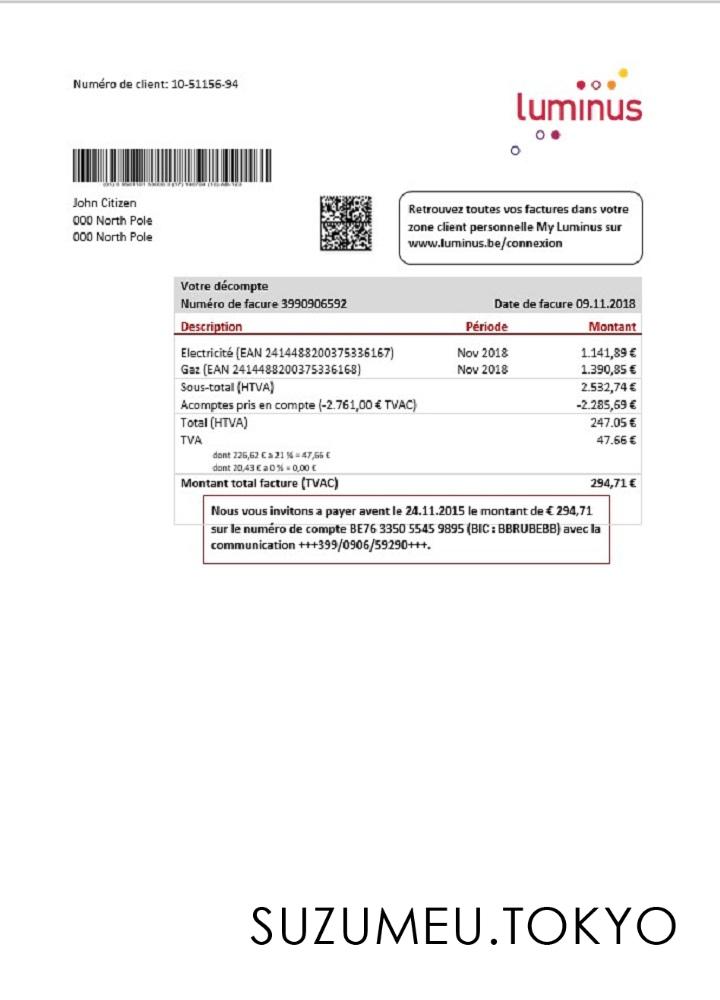 Numéro de client: 10-51156-94
luminus
John Citizen
000 North Pole
000 North Pole
Retrouvez toutes vos factures dans votre
zone client personnelle My Luminus sur
www.luminus.be/connexion
Votre décompte
Numéro de facure 3990906592 Date de facure 09.11.2018
Description Période Montant
Electricité (EAN 2414488200375336167) Nov 2018 1.141,89 €
Gaz (EAN 2414488200375336168) Nov 2018 1.390,85 €
Sous-total (HTVA) 2.532,74 €
Acomptes pris en compte (-2.761,00 € TVAC) -2.285,69 €
Total (HTVA) 247.05 €
TVA 47.66 €
dont 226,62 € a 21 % = 47,66 €
dont 20,43 € a 0 % = 0,00 €
Montant total facture (TVAC) 294,71 €
Nous vous invitons a payer avent le 24.11.2015 le montant de € 294,71
sur le numéro de compte BE76 3350 5545 9895 (BIC : BBRUBEBB) avec la
communication +++399/0906/59290+++.
SUZUMEU.TOKYO